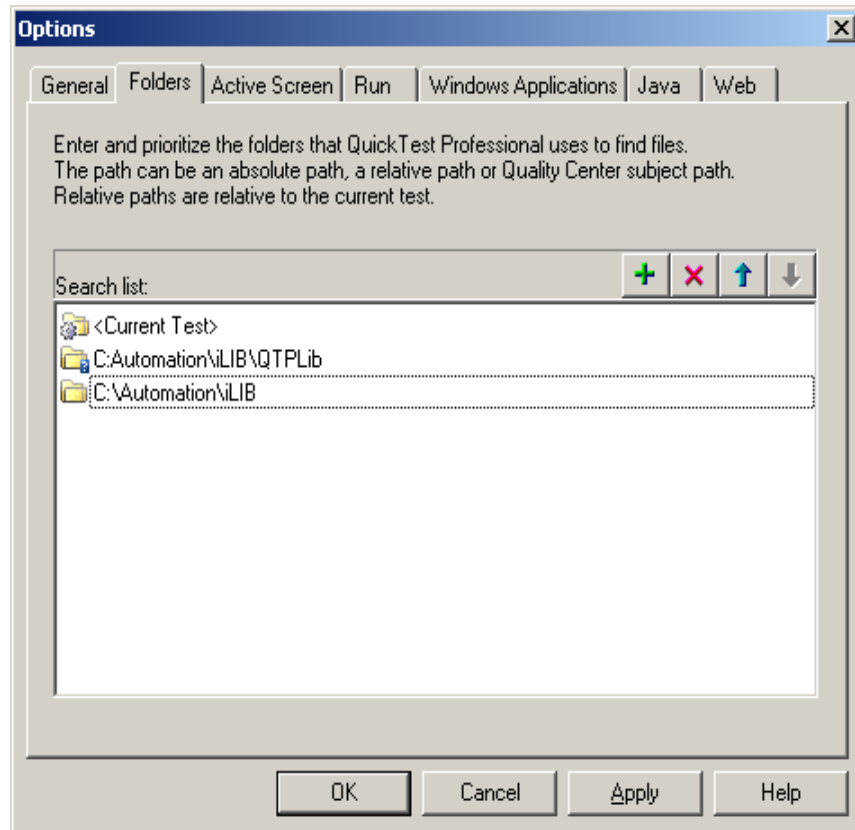 Options
General Folders Active Screen Run Windows Applications Java Web
Enter and prioritize the folders that QuickTest Professional uses to find files.
The path can be an absolute path, a relative path or Quality Center subject path.
Relative paths are relative to the current test.
Search list:
<Current Test>
C:Automation\iLIB\QTPLib
C:\Automation\iLIB
OK Cancel Apply Help